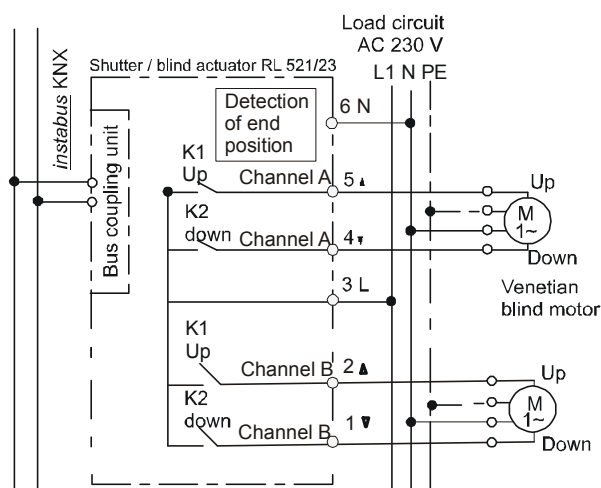 Load circuit
AC 230 V
L1 N PE
Shutter / blind actuator RL 521/23
instabus KNX
Bus coupling unit
Detection
of end
position
6 N
K1
Up
Channel A 5 ▲
K2
down
Channel A 4 ▼
Up
M
1~
Down
Venetian
blind motor
3 L
K1
Up
Channel B 2 ▲
K2
down
Channel B 1 ▼
Up
M
1~
Down